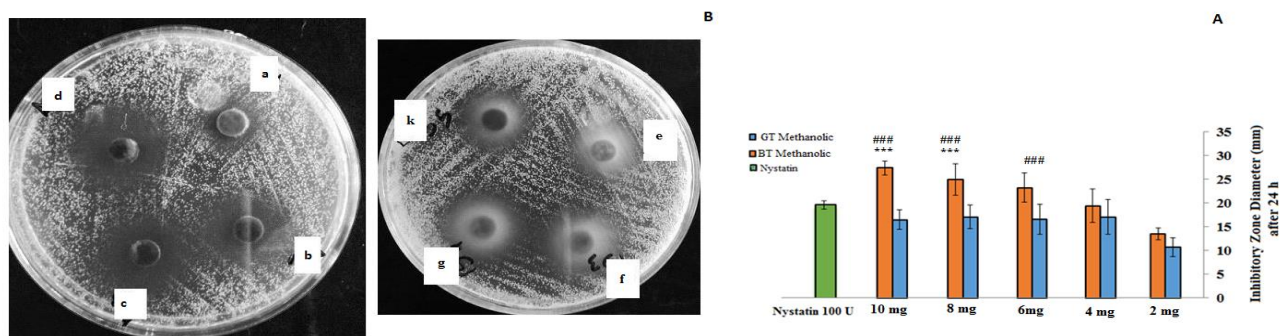 B
A
a
d
b
c
k
e
g
f
GT Methanolic
BT Methanolic
Nystatin
###
***
###
***
###
35
30
25
20
15
10
5
0
Inhibitory Zone Diameter (mm)
after 24 h
Nystatin 100 U
10 mg
8 mg
6mg
4 mg
2 mg